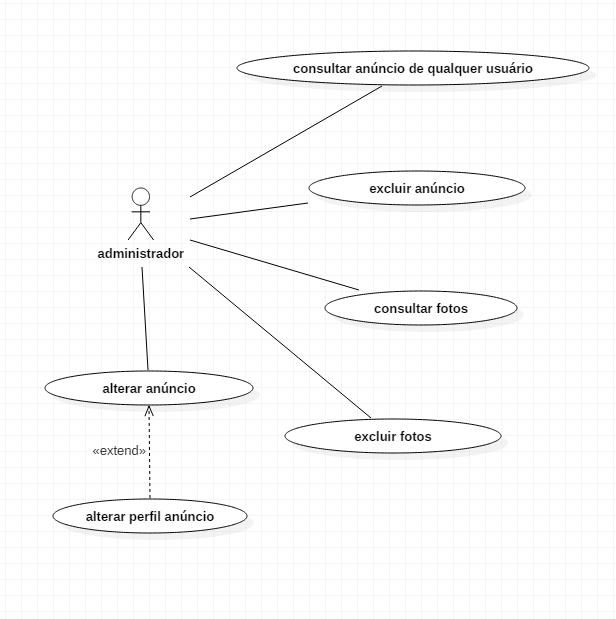 consultar anúncio de qualquer usuário
excluir anúncio
administrador
consultar fotos
alterar anúncio
excluir fotos
«extend»
alterar perfil anúncio